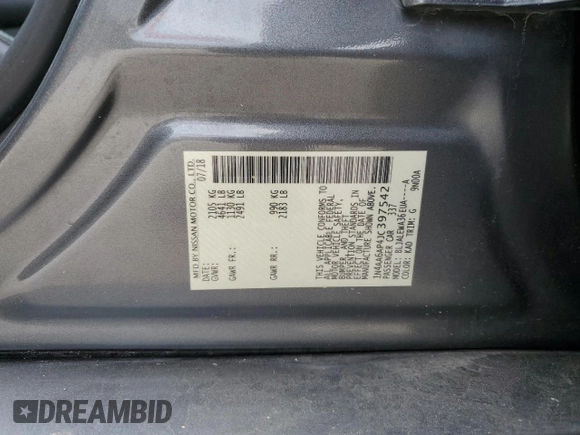 MFD BY NISSAN MOTOR CO., LTD.
07/18
GVWR: 2105 KG
4641 LB
GAWR FR.: 1130 KG
2491 LB
GAWR RR.: 990 KG
2183 LB
THIS VEHICLE CONFORMS TO
ALL APPLICABLE FEDERAL
MOTOR VEHICLE SAFETY,
BUMPER, AND THEFT
PREVENTION STANDARDS IN
EFFECT ON THE DATE OF
MANUFACTURE SHOWN ABOVE.
1N4AA6AP4JC397542
PASSENGER CAR 337
MODEL: BLJALEWA36EUA----A
COLOR: KAD TRIM: G 9N00A
DREAMBID